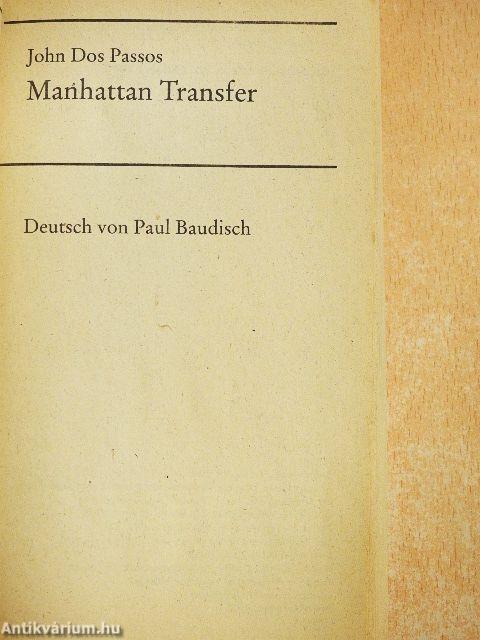 John Dos Passos
Manhattan Transfer
Deutsch von Paul Baudisch
Antikvárium.hu